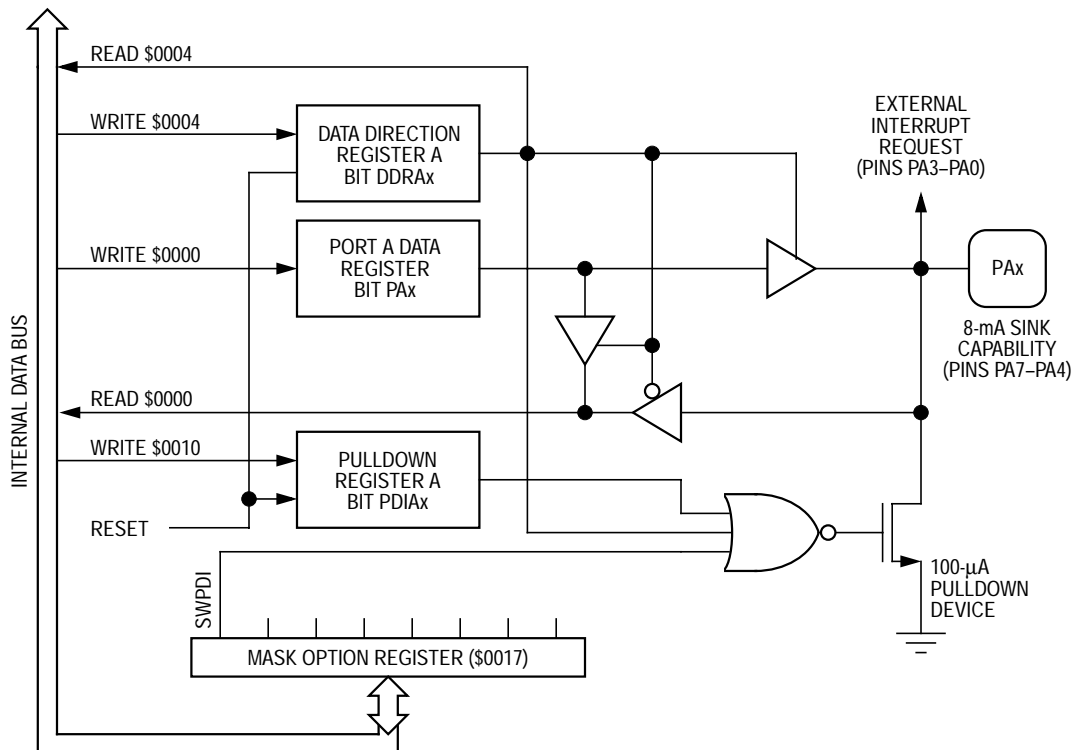 READ $0004
WRITE $0004
DATA DIRECTION
REGISTER A
BIT DDRAx
EXTERNAL
INTERRUPT
REQUEST
(PINS PA3–PA0)
WRITE $0000
PORT A DATA
REGISTER
BIT PAx
PAx
8-mA SINK
CAPABILITY
(PINS PA7–PA4)
INTERNAL DATA BUS
READ $0000
WRITE $0010
PULLDOWN
REGISTER A
BIT PDIAx
RESET
SWPDI
100-µA
PULLDOWN
DEVICE
MASK OPTION REGISTER ($0017)